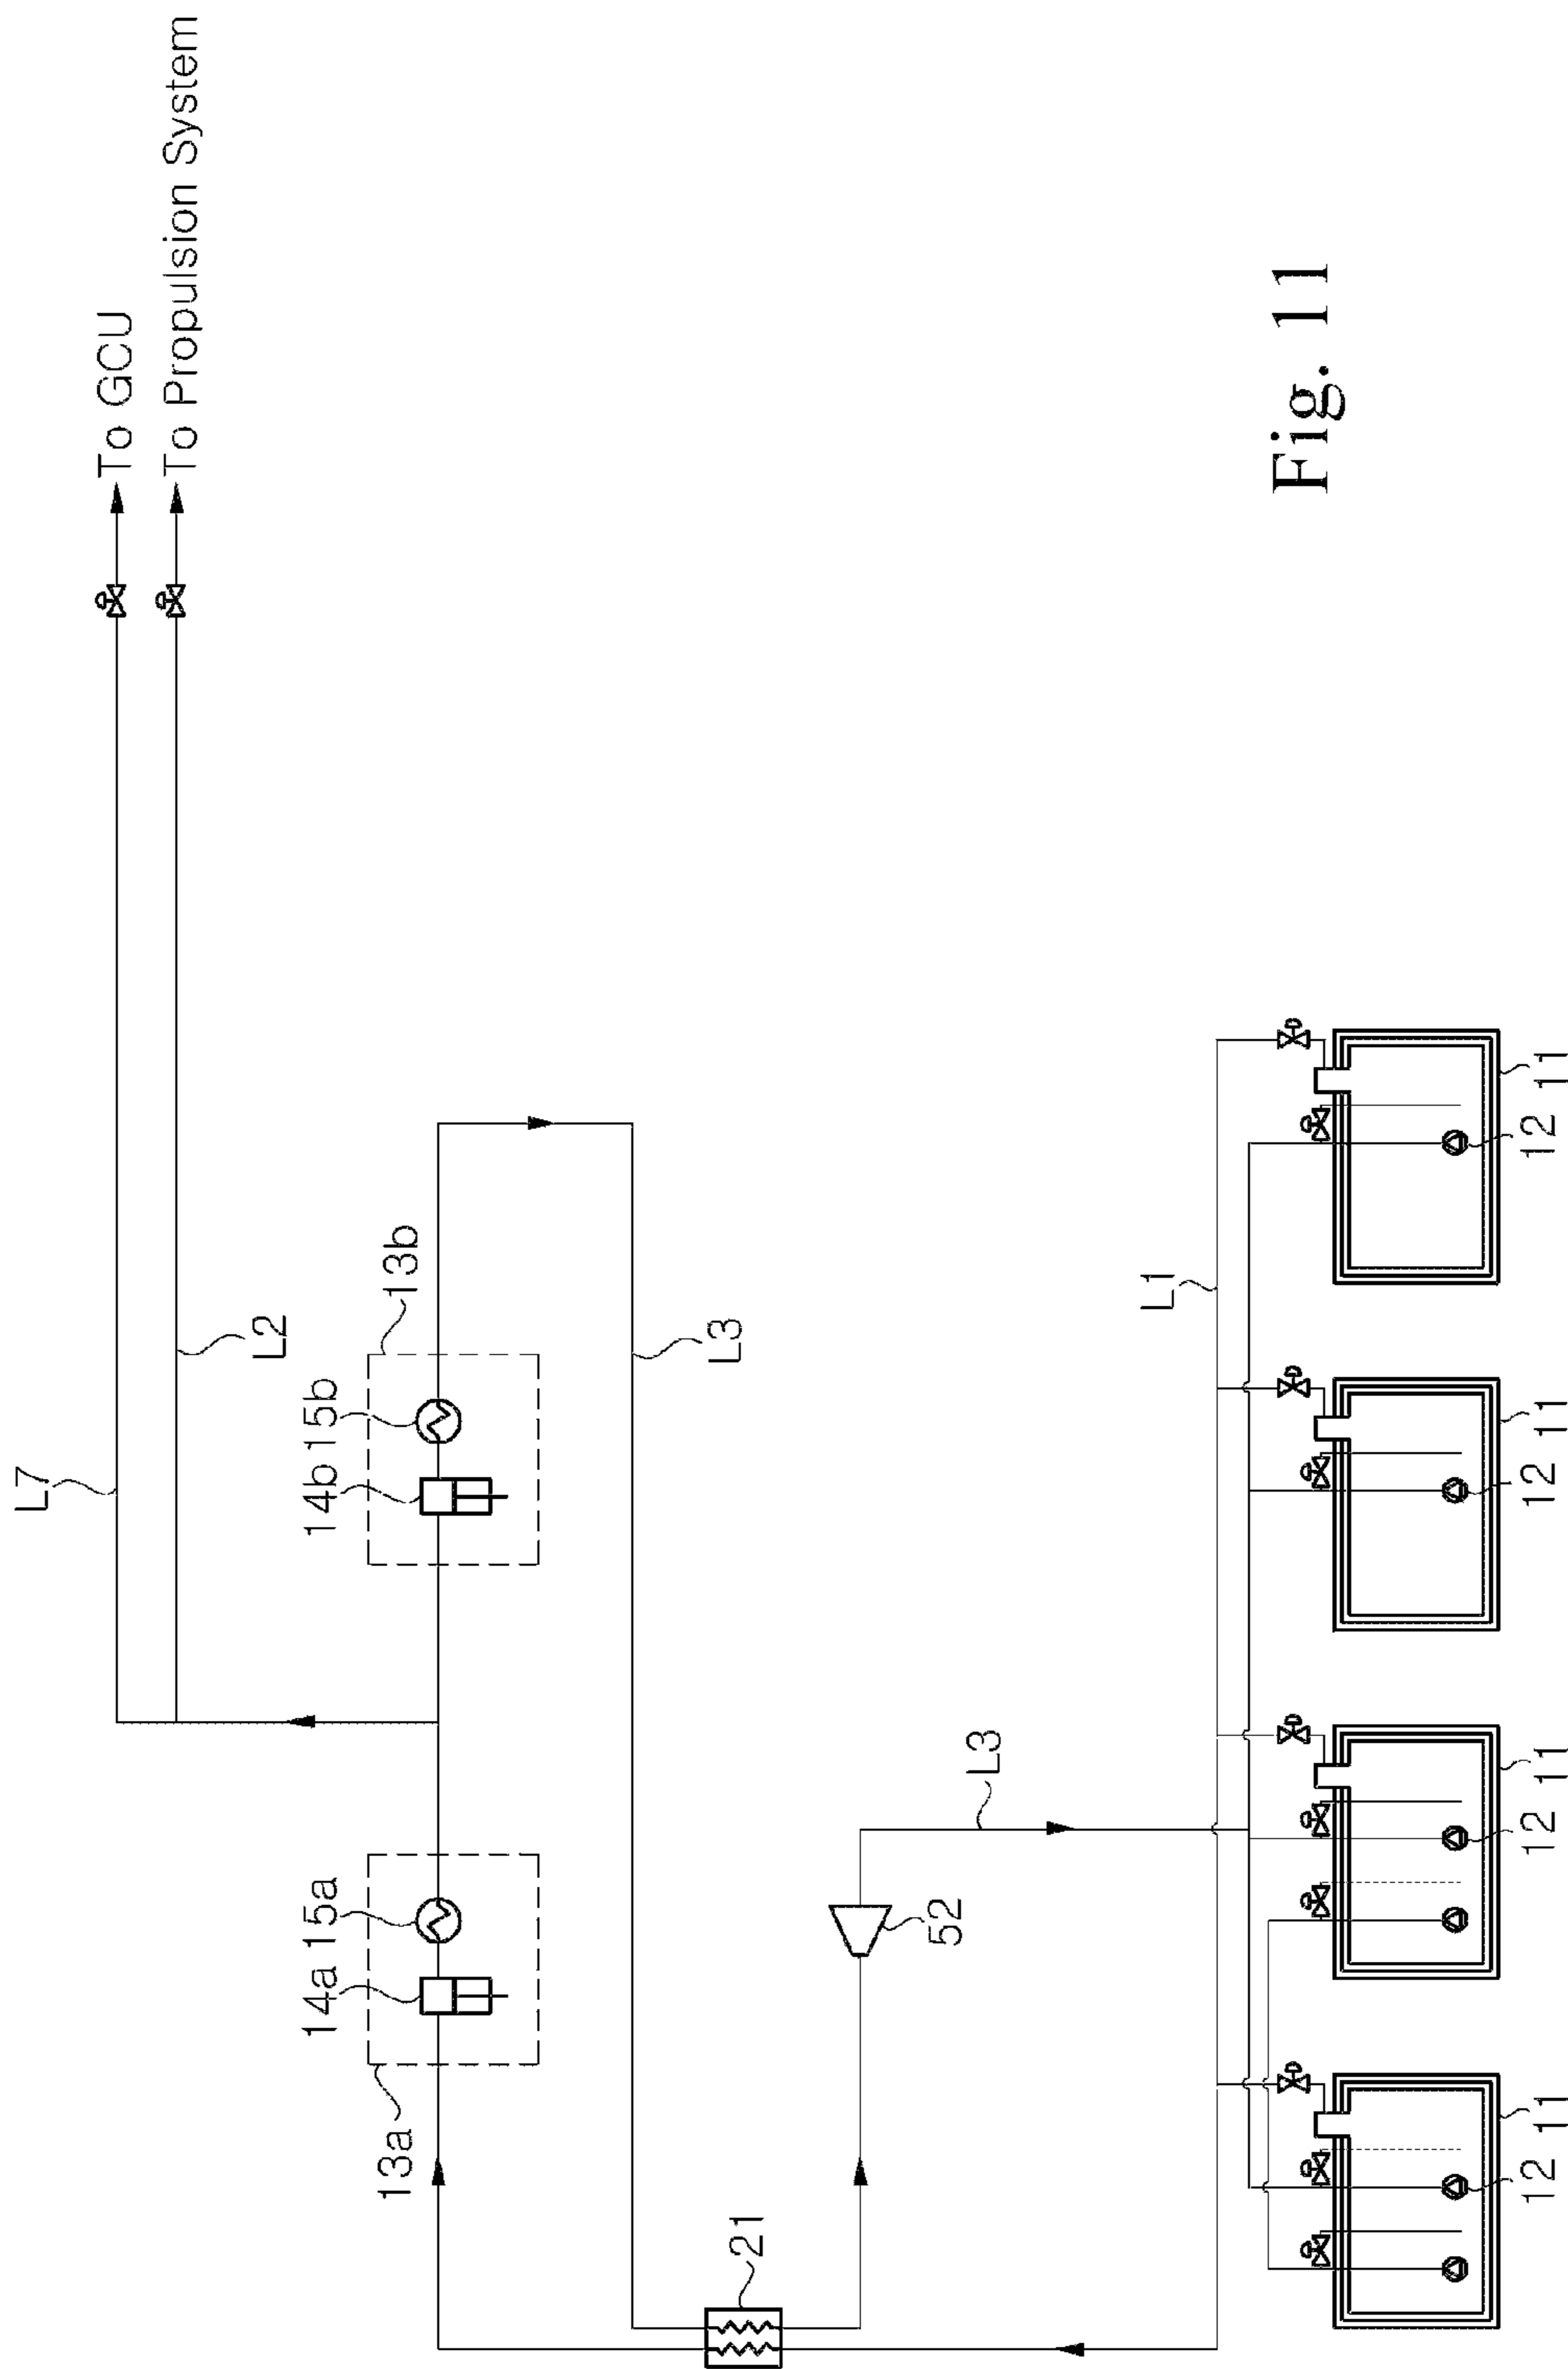 To GCU
To Propulsion System
L7
L2
14a 15a
14b 15b
13a
13b
L3
21
52
L3
L1
12
11
12
11
12
11
12
11
Fig. 11